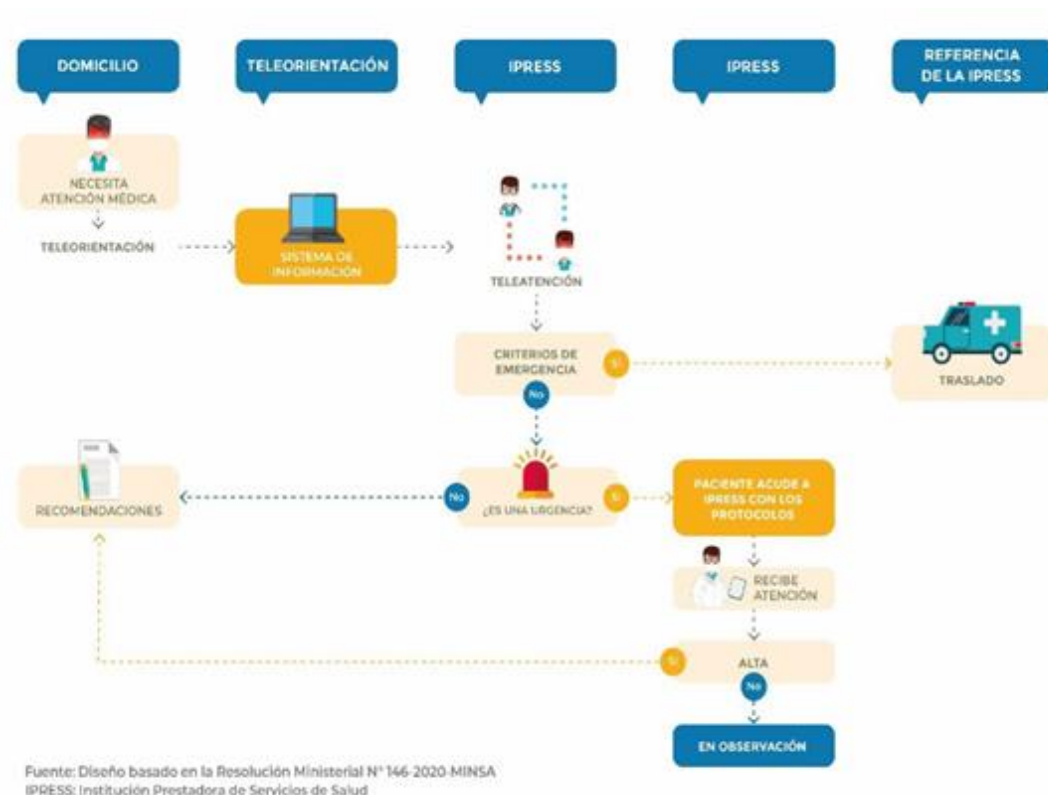 DOMICILIO
TELEORIENTACIÓN
IPRESS
IPRESS
REFERENCIA
DE LA IPRESS
NECESITA
ATENCIÓN MÉDICA
TELEORIENTACIÓN
SISTEMA DE
INFORMACIÓN
TELEATENCIÓN
CRITERIOS DE
EMERGENCIA
Sí
No
TRASLADO
RECOMENDACIONES
No
¿ES UNA URGENCIA?
Sí
PACIENTE ACUDE A
IPRESS CON LOS
PROTOCOLOS
RECIBE
ATENCIÓN
Sí
ALTA
No
EN OBSERVACIÓN
Fuente: Diseño basado en la Resolución Ministerial N° 146-2020-MINSA
IPRESS: Institución Prestadora de Servicios de Salud